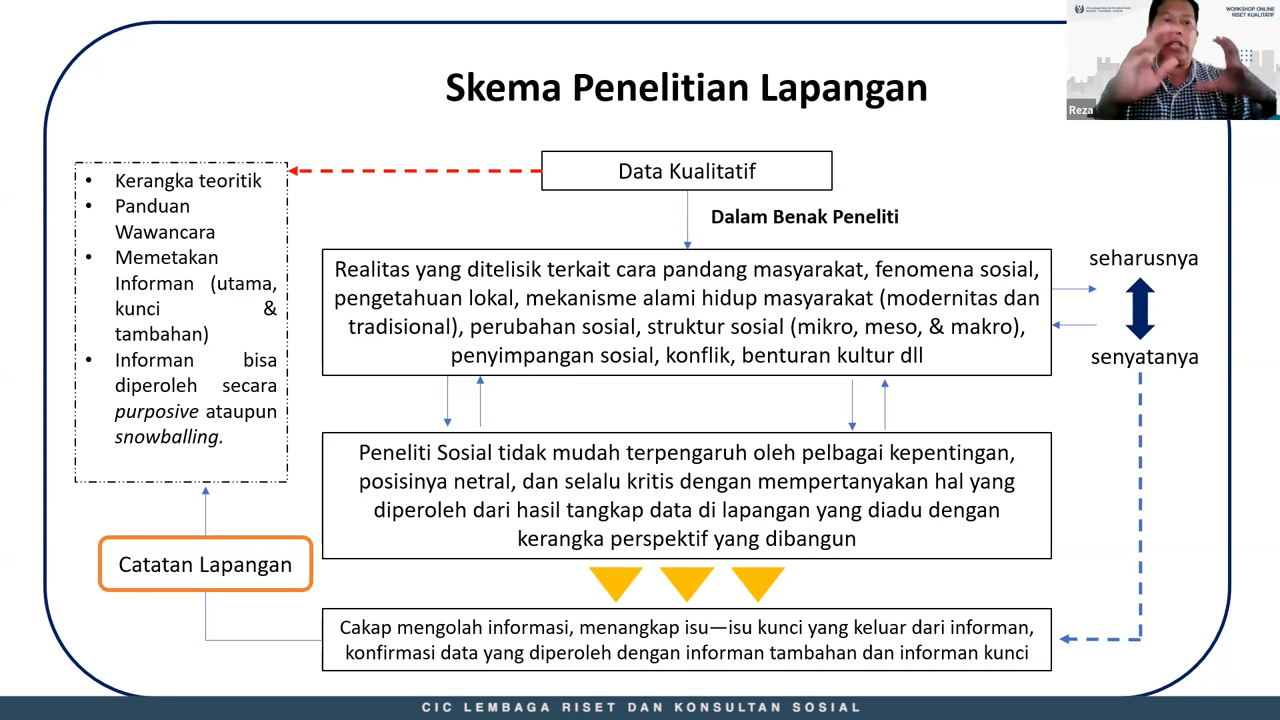 WORKSHOP ONLINE
RISET KUALITATIF
Reza
Skema Penelitian Lapangan
Data Kualitatif
Dalam Benak Peneliti
• Kerangka teoritik
• Panduan
Wawancara
• Memetakan
Informan (utama,
kunci &
tambahan)
• Informan bisa
diperoleh secara
purposive ataupun
snowballing.
Realitas yang ditelisik terkait cara pandang masyarakat, fenomena sosial,
pengetahuan lokal, mekanisme alami hidup masyarakat (modernitas dan
tradisional), perubahan sosial, struktur sosial (mikro, meso, & makro),
penyimpangan sosial, konflik, benturan kultur dll
seharusnya
senyatanya
Peneliti Sosial tidak mudah terpengaruh oleh pelbagai kepentingan,
posisinya netral, dan selalu kritis dengan mempertanyakan hal yang
diperoleh dari hasil tangkap data di lapangan yang diadu dengan
kerangka perspektif yang dibangun
Catatan Lapangan
Cakap mengolah informasi, menangkap isu—isu kunci yang keluar dari informan,
konfirmasi data yang diperoleh dengan informan tambahan dan informan kunci
CIC LEMBAGA RISET DAN KONSULTAN SOSIAL